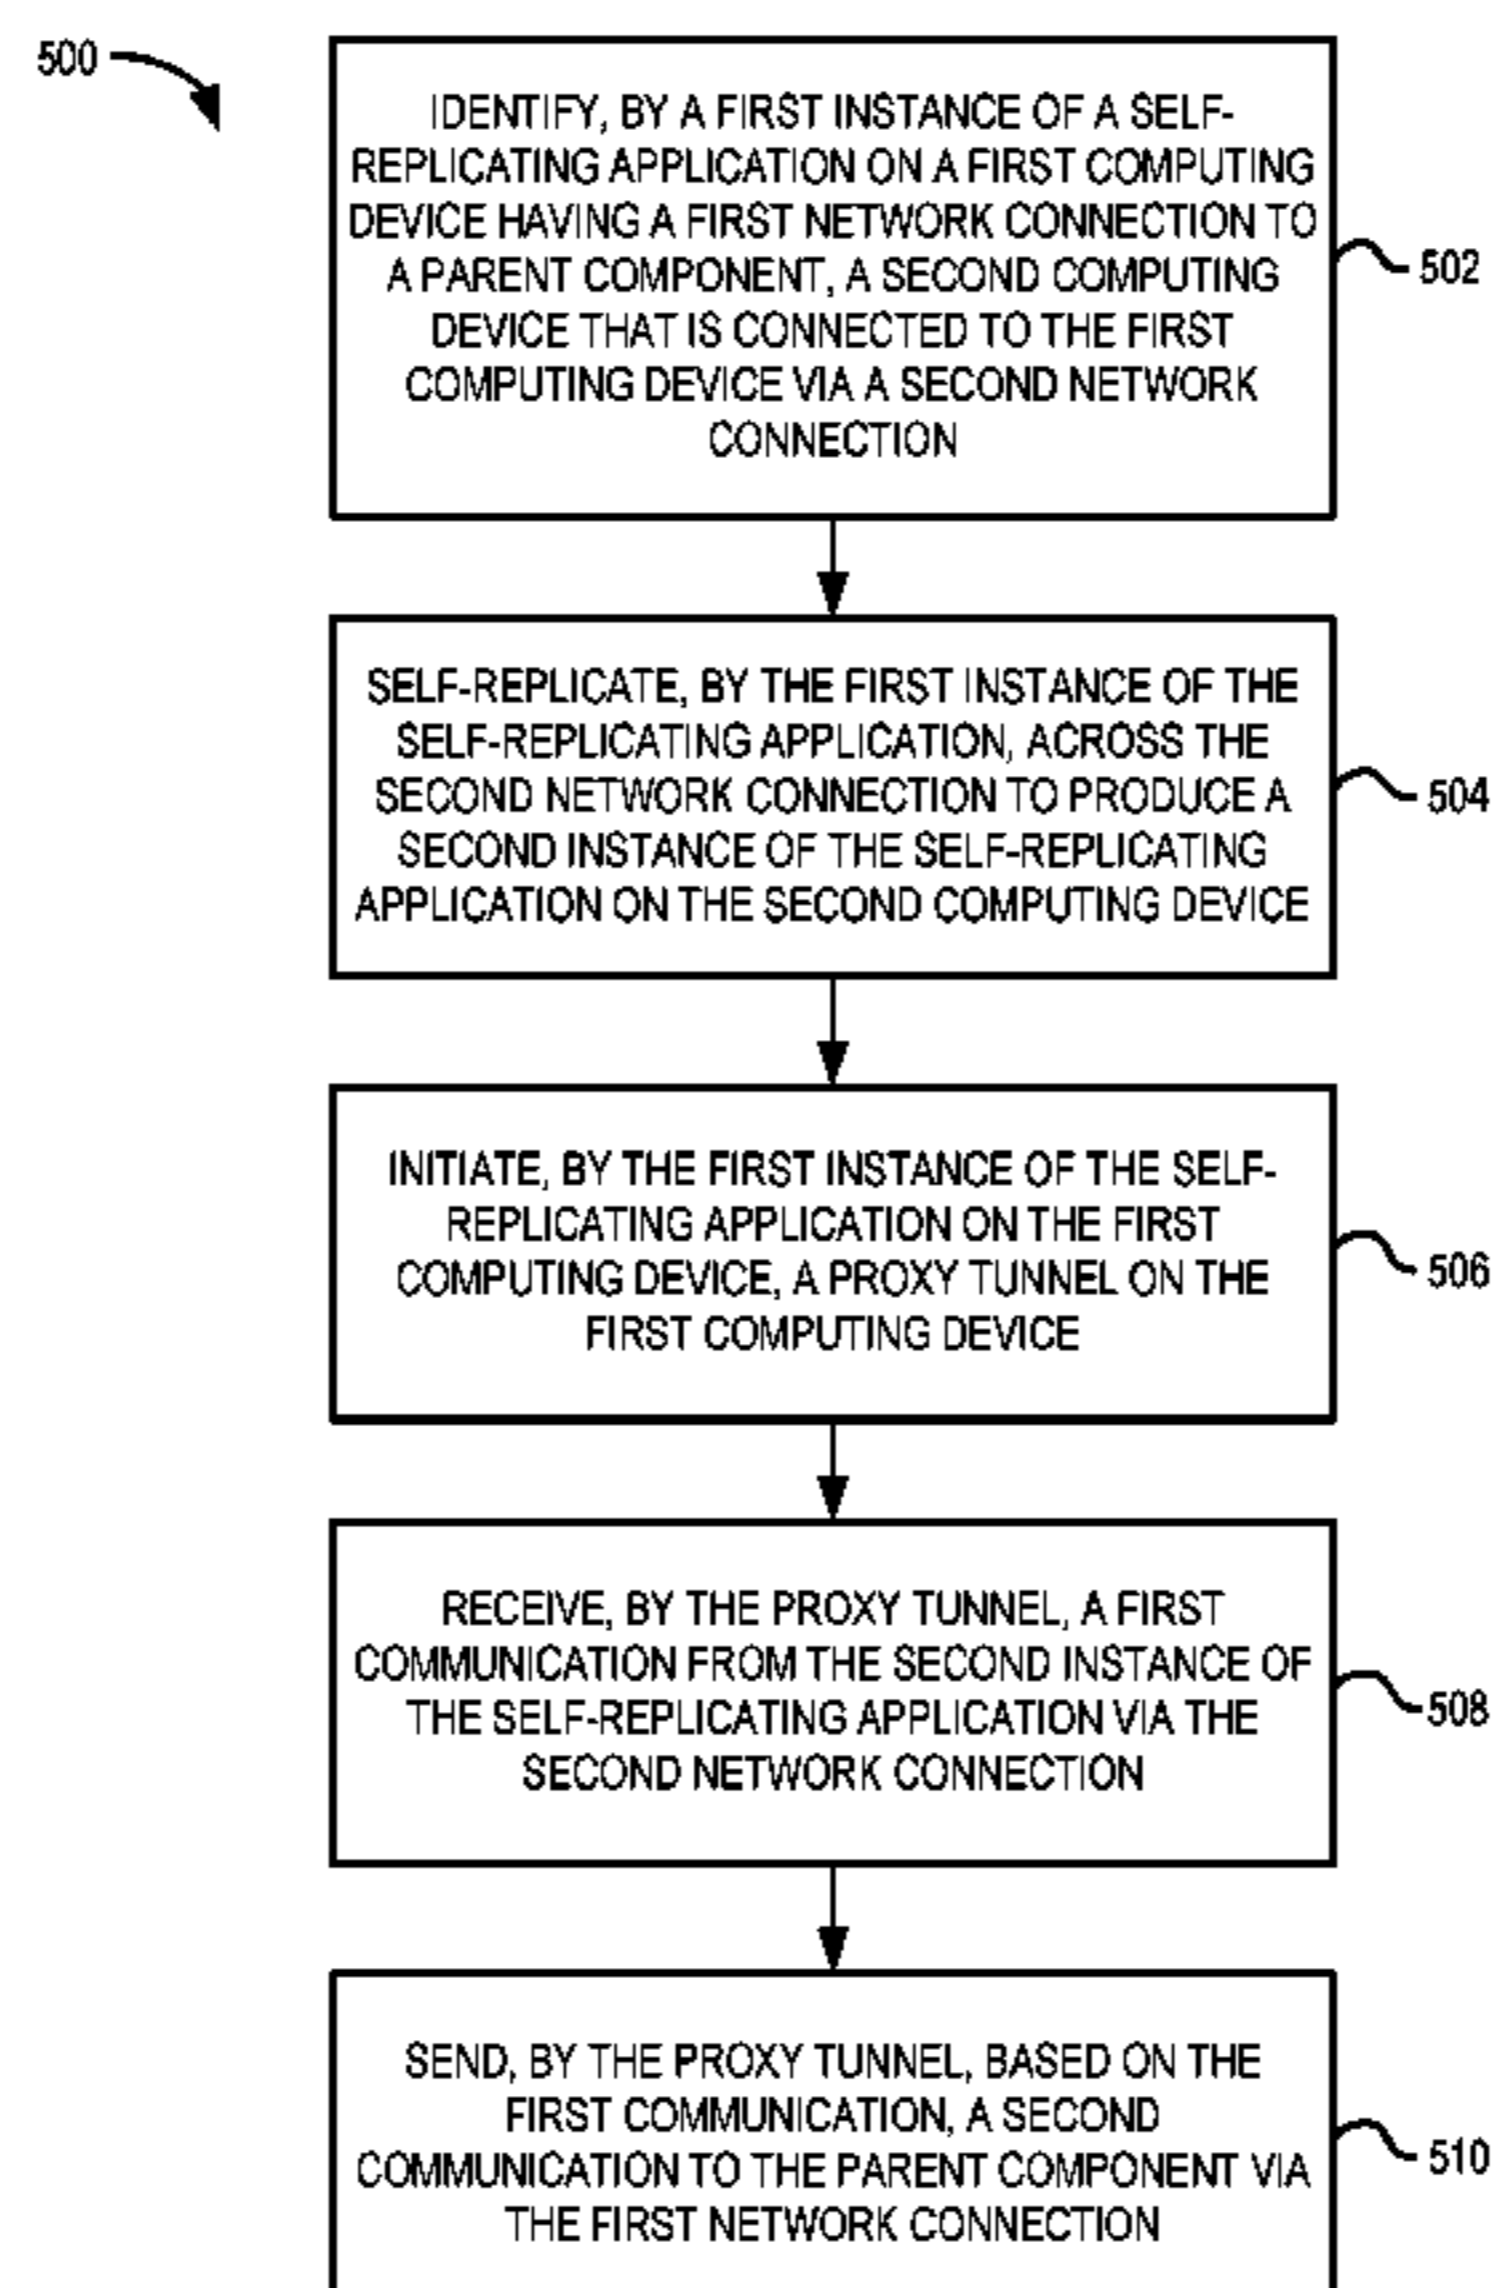 500
IDENTIFY, BY A FIRST INSTANCE OF A SELF-
REPLICATING APPLICATION ON A FIRST COMPUTING
DEVICE HAVING A FIRST NETWORK CONNECTION TO
A PARENT COMPONENT, A SECOND COMPUTING
DEVICE THAT IS CONNECTED TO THE FIRST
COMPUTING DEVICE VIA A SECOND NETWORK
CONNECTION
502
SELF-REPLICATE, BY THE FIRST INSTANCE OF THE
SELF-REPLICATING APPLICATION, ACROSS THE
SECOND NETWORK CONNECTION TO PRODUCE A
SECOND INSTANCE OF THE SELF-REPLICATING
APPLICATION ON THE SECOND COMPUTING DEVICE
504
INITIATE, BY THE FIRST INSTANCE OF THE SELF-
REPLICATING APPLICATION ON THE FIRST
COMPUTING DEVICE, A PROXY TUNNEL ON THE
FIRST COMPUTING DEVICE
506
RECEIVE, BY THE PROXY TUNNEL, A FIRST
COMMUNICATION FROM THE SECOND INSTANCE OF
THE SELF-REPLICATING APPLICATION VIA THE
SECOND NETWORK CONNECTION
508
SEND, BY THE PROXY TUNNEL, BASED ON THE
FIRST COMMUNICATION, A SECOND
COMMUNICATION TO THE PARENT COMPONENT VIA
THE FIRST NETWORK CONNECTION
510